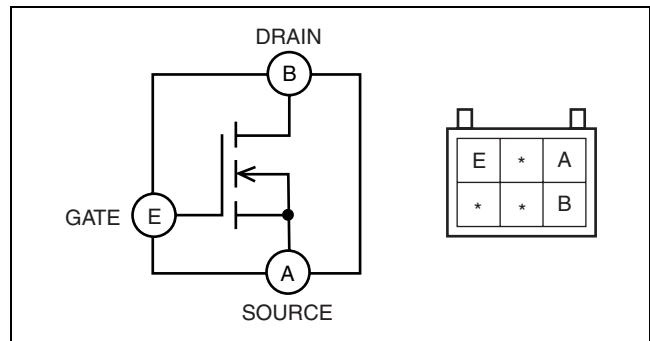 DRAIN
B
E * A
* * B
GATE E
A
SOURCE